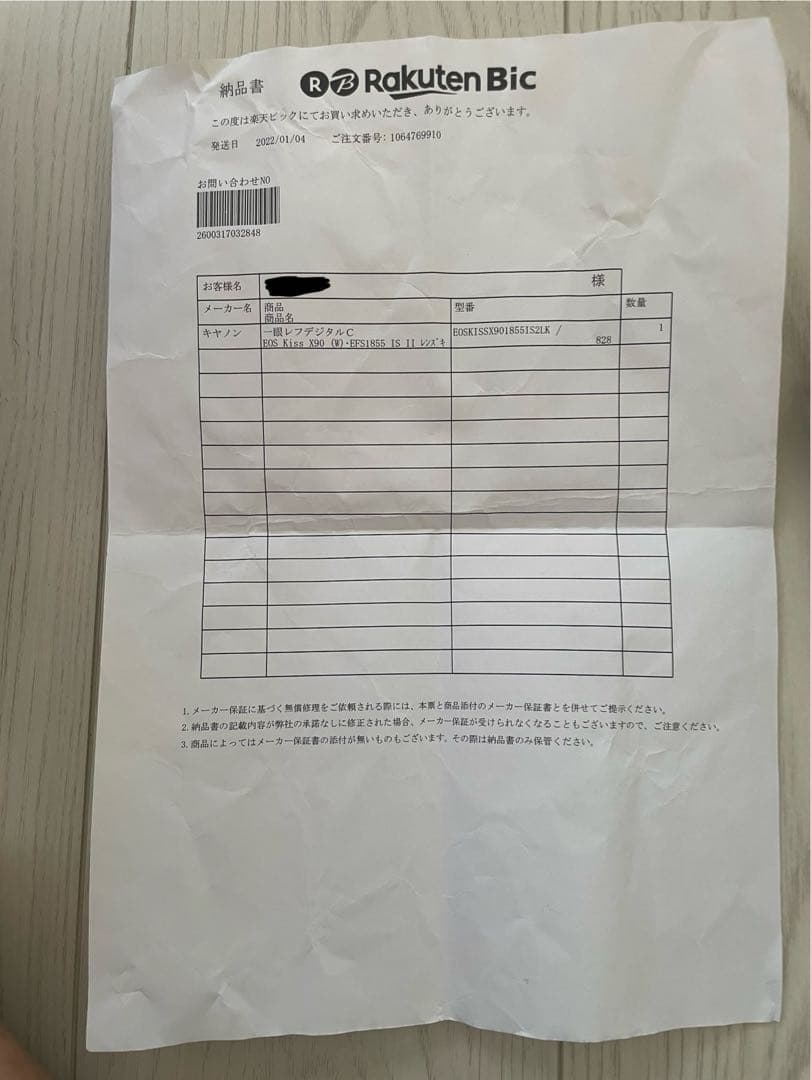 納品書 Rakuten Bic
この度は楽天ビックにてお買い求めいただき、ありがとうございます。
発送日 2022/01/04 ご注文番号: 1064769910
お問い合わせNO
2600317032848
お客様名 様
メーカー名 商品 型番 数量
商品名
キヤノン 一眼レフデジタルC EOSKISSX901855IS2LK / 1
EOS Kiss X90 (W)・EFS1855 IS II レンズキ 828
1. メーカー保証に基づく無償修理をご依頼される際には、本票と商品添付のメーカー保証書とを併せてご提示ください。
2. 納品書の記載内容が弊社の承諾なしに修正された場合、メーカー保証が受けられなくなることもございますので、ご注意ください。
3. 商品によってはメーカー保証書の添付が無いものもございます。その際は納品書のみ保管ください。